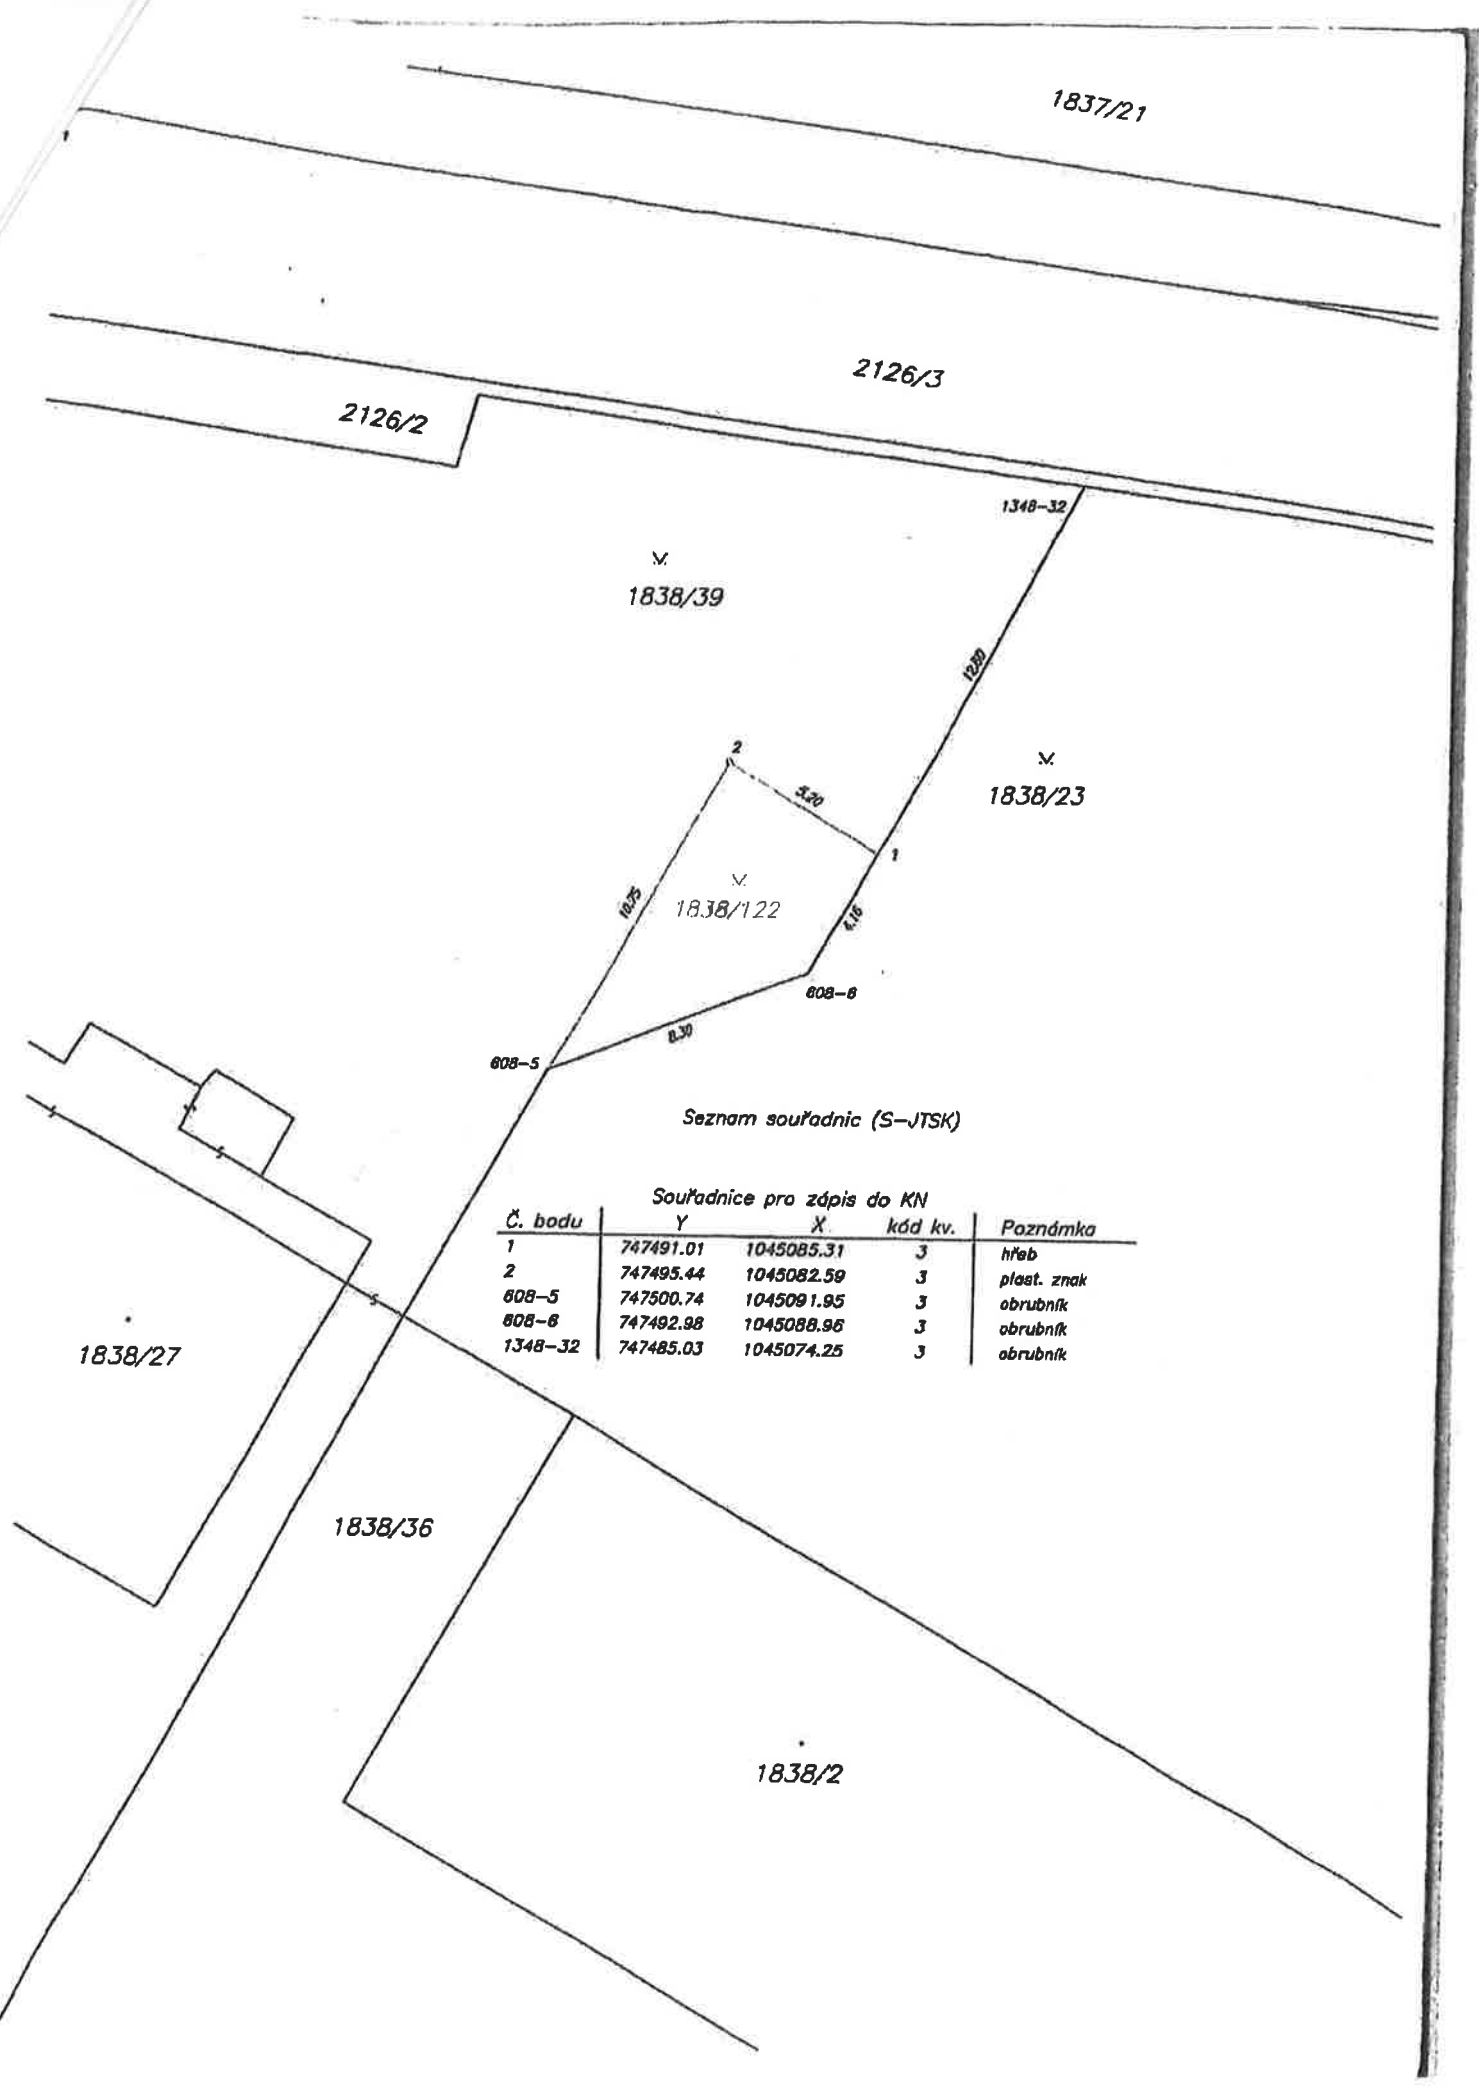 1837/21
2126/3
2126/2
1348-32
1838/39
12.60
2
1838/23
5.20
1
10.75
1838/122
4.16
608-6
8.30
608-5
Seznam souřadnic (S-JTSK)
Souřadnice pro zápis do KN
Č. bodu Y X kód kv. Poznámka
1 747491.01 1045085.31 3 hřeb
2 747495.44 1045082.59 3 plast. znak
608-5 747500.74 1045091.95 3 obrubník
608-6 747492.98 1045088.96 3 obrubník
1348-32 747485.03 1045074.25 3 obrubník
1838/27
1838/36
1838/2